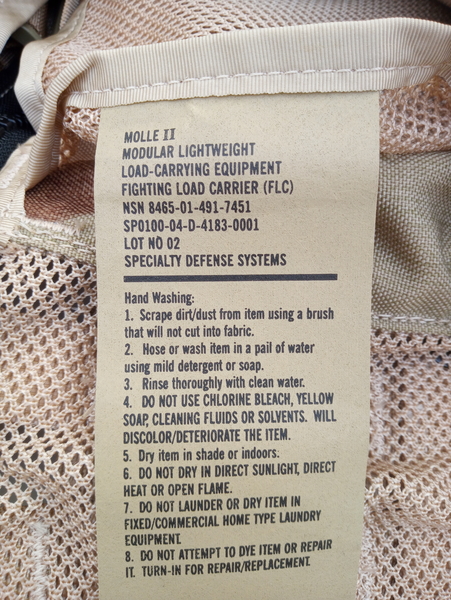 MOLLE II
MODULAR LIGHTWEIGHT
LOAD-CARRYING EQUIPMENT
FIGHTING LOAD CARRIER (FLC)
NSN 8465-01-491-7451
SP0100-04-D-4183-0001
LOT NO 02
SPECIALTY DEFENSE SYSTEMS
Hand Washing:
1. Scrape dirt/dust from item using a brush
that will not cut into fabric.
2. Hose or wash item in a pail of water
using mild detergent or soap.
3. Rinse thoroughly with clean water.
4. DO NOT USE CHLORINE BLEACH, YELLOW
SOAP, CLEANING FLUIDS OR SOLVENTS. WILL
DISCOLOR/DETERIORATE THE ITEM.
5. Dry item in shade or indoors.
6. DO NOT DRY IN DIRECT SUNLIGHT, DIRECT
HEAT OR OPEN FLAME.
7. DO NOT LAUNDER OR DRY ITEM IN
FIXED/COMMERCIAL HOME TYPE LAUNDRY
EQUIPMENT.
8. DO NOT ATTEMPT TO DYE ITEM OR REPAIR
IT. TURN-IN FOR REPAIR/REPLACEMENT.